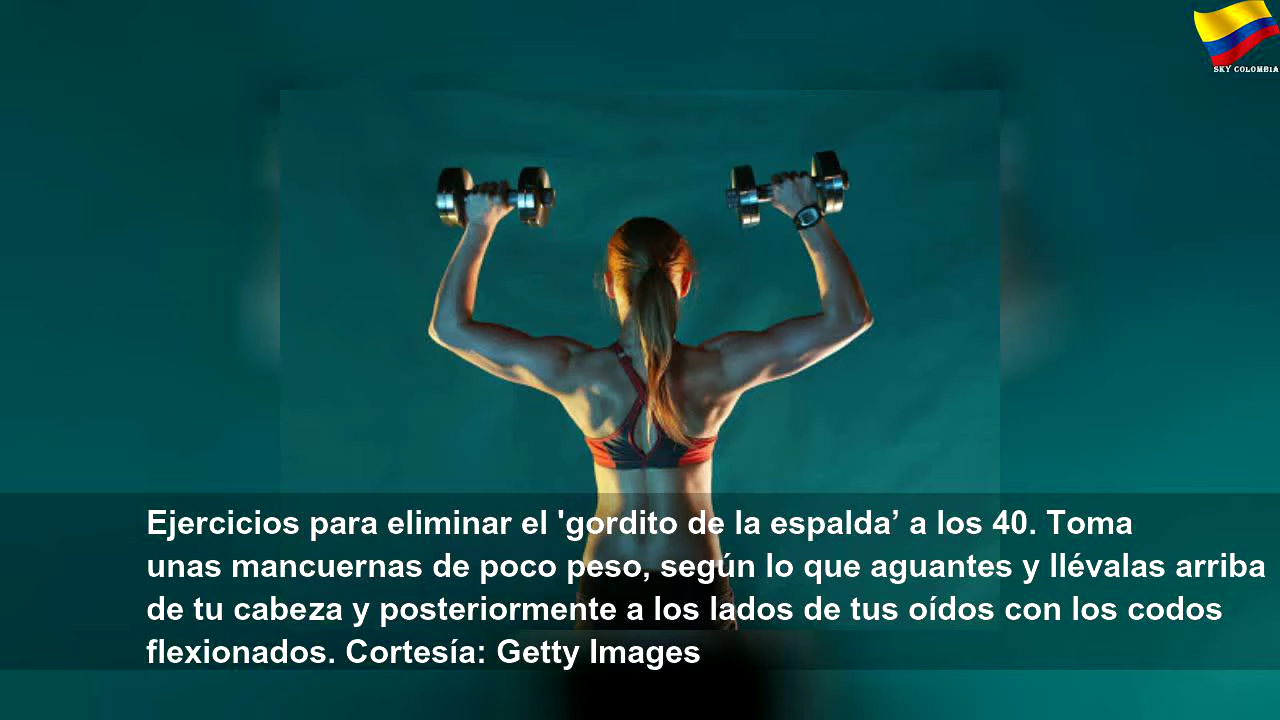 SKY COLOMBIA
Ejercicios para eliminar el 'gordito de la espalda’ a los 40. Toma
unas mancuernas de poco peso, según lo que aguantes y llévalas arriba
de tu cabeza y posteriormente a los lados de tus oídos con los codos
flexionados. Cortesía: Getty Images